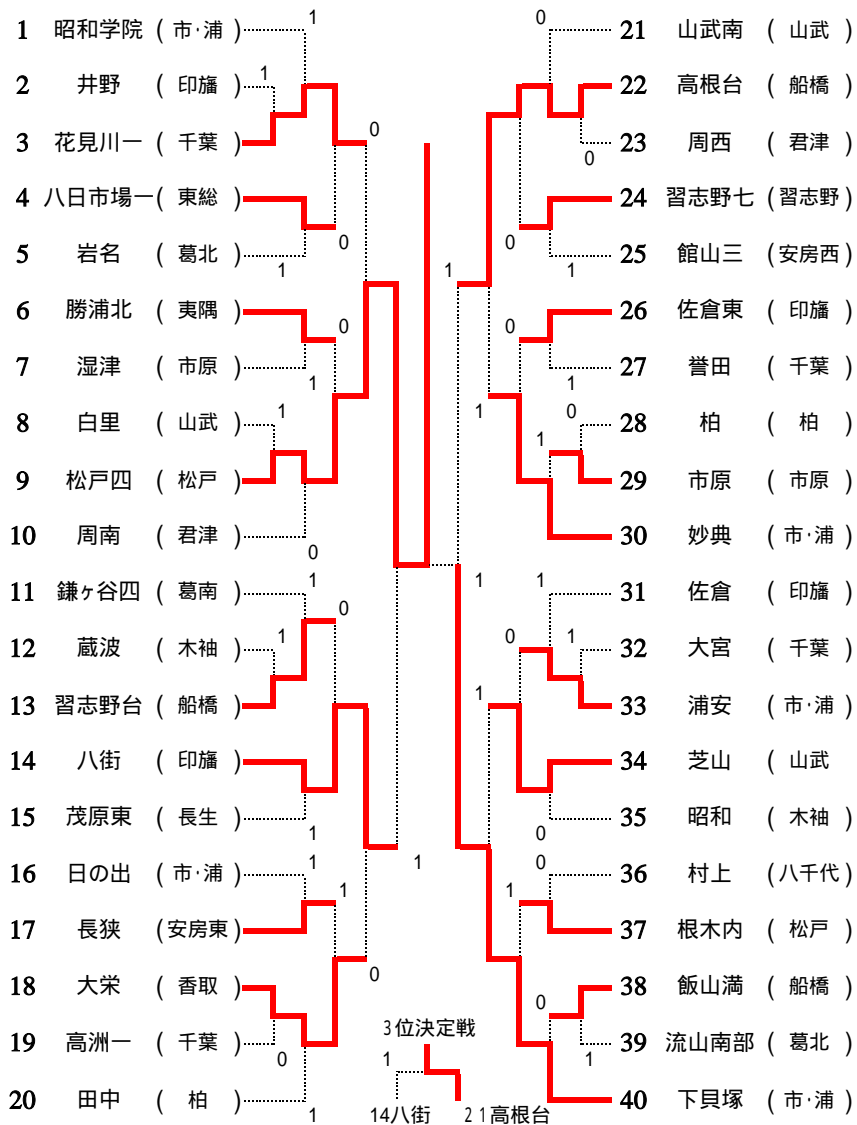 1 昭和学院 ( 市·浦 ) 1
2 井野 ( 印旛 ) 1
3 花見川一 ( 千葉 ) 0
4 八日市場一 ( 東総 ) 0
5 岩名 ( 葛北 ) 1
6 勝浦北 ( 夷隅 ) 0
7 湿津 ( 市原 ) 1
8 白里 ( 山武 ) 1
9 松戸四 ( 松戸 )
10 周南 ( 君津 ) 0
11 鎌ヶ谷四 ( 葛南 ) 1 0
12 蔵波 ( 木袖 ) 1
13 習志野台 ( 船橋 )
14 八街 ( 印旛 )
15 茂原東 ( 長生 ) 1
16 日の出 ( 市·浦 ) 1 1
17 長狭 ( 安房東 ) 1
18 大栄 ( 香取 ) 0
19 高洲一 ( 千葉 ) 0
20 田中 ( 柏 ) 1
0 21 山武南 ( 山武 )
22 高根台 ( 船橋 )
0 23 周西 ( 君津 )
0 24 習志野七 ( 習志野 )
1 1 25 館山三 ( 安房西 )
0 26 佐倉東 ( 印旛 )
1 27 誉田 ( 千葉 )
1 0 28 柏 ( 柏 )
1 29 市原 ( 市原 )
30 妙典 ( 市·浦 )
1 1 31 佐倉 ( 印旛 )
0 1 32 大宮 ( 千葉 )
1 33 浦安 ( 市·浦 )
34 芝山 ( 山武
0 35 昭和 ( 木袖 )
0 36 村上 ( 八千代 )
1 37 根木内 ( 松戸 )
0 38 飯山満 ( 船橋 )
1 39 流山南部 ( 葛北 )
40 下貝塚 ( 市·浦 )
3位決定戦
1
14八街 21高根台